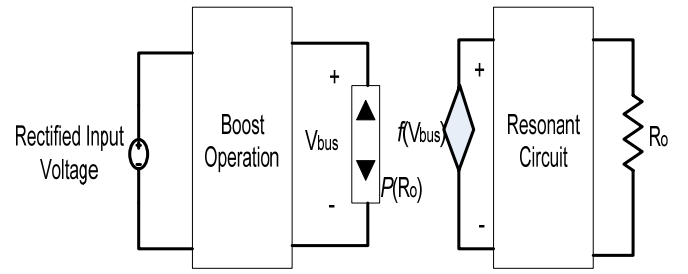 Rectified Input
Voltage
Boost
Operation
+
Vbus
-
P(Ro)
f(Vbus)
+
-
Resonant
Circuit
Ro